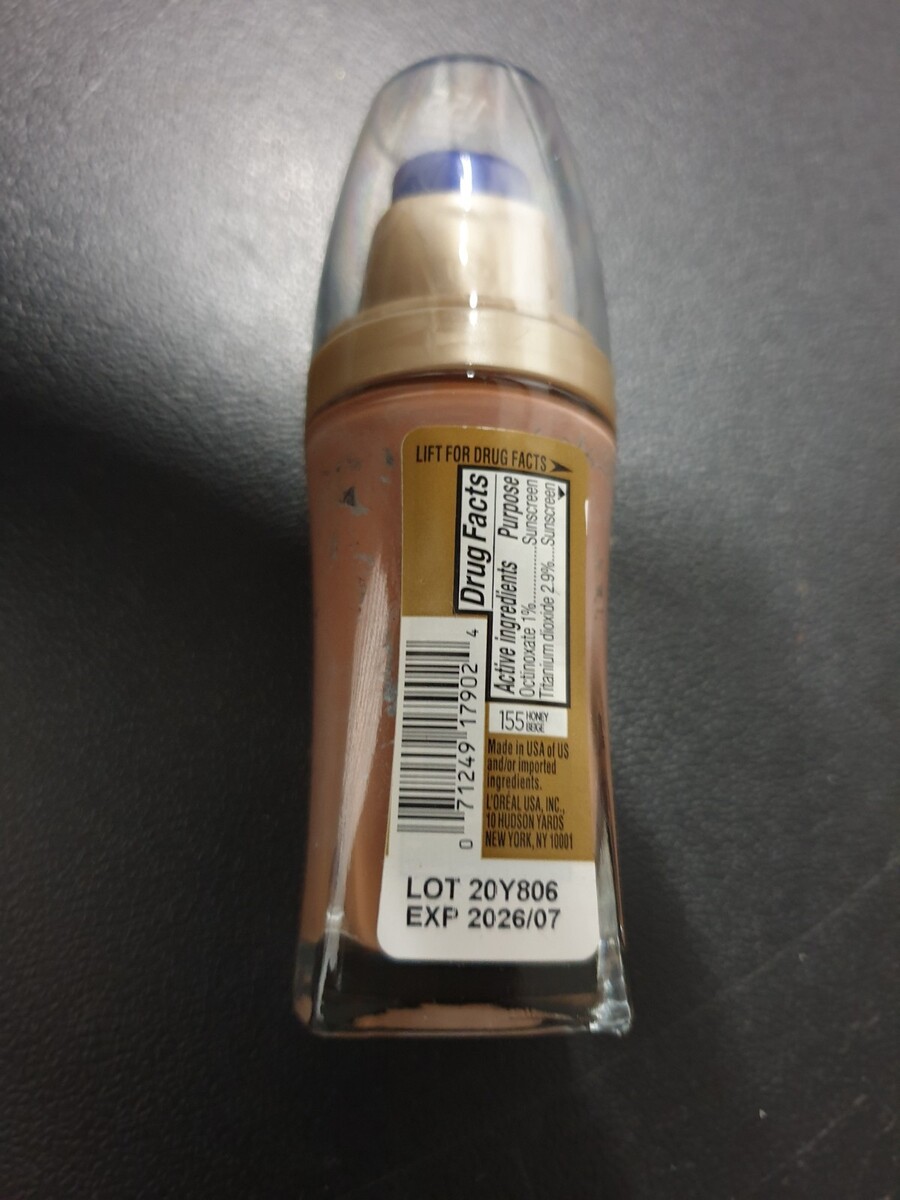 LIFT FOR DRUG FACTS
Drug Facts
Active ingredients Purpose
Octinoxate 1%............Sunscreen
Titanium dioxide 2.9%....Sunscreen
155 HONEY
BEIGE
Made in USA of US
and/or imported
ingredients.
L'ORÉAL USA, INC.,
10 HUDSON YARDS
NEW YORK, NY 10001
0 71249 17902 4
LOT 20Y806
EXP 2026/07